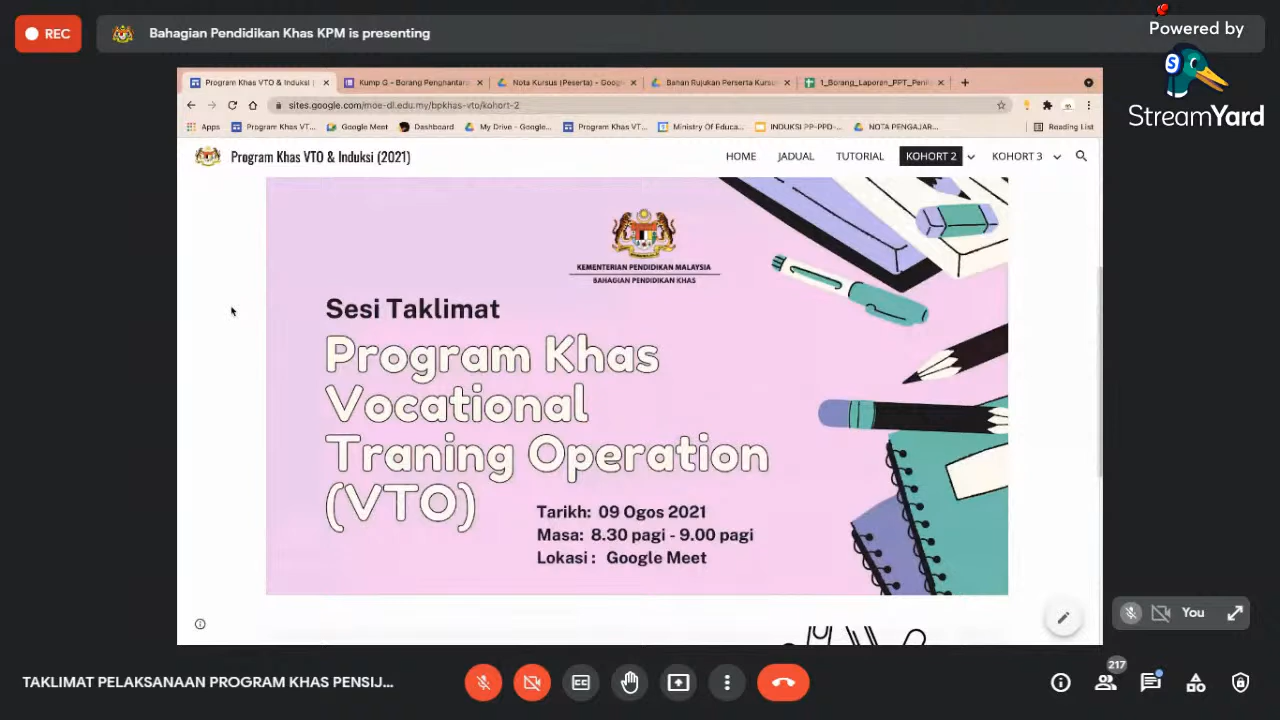 REC
Bahagian Pendidikan Khas KPM is presenting
Powered by
StreamYard
Program Khas VTO & Induksi (
Kump G - Borang Penghantara
Nota Kursus (Peserta) - Goog
Bahan Rujukan Perserta Kursu
1_Borang_Laporan_PPT_Peni
sites.google.com/moe-dl.edu.my/bpkhas-vto/kohort-2
Apps
Program Khas VT...
Google Meet
Dashboard
My Drive - Google...
Program Khas VT...
Ministry Of Educa...
INDUKSI PP-PPD-...
NOTA PENGAJAR...
Reading List
Program Khas VTO & Induksi (2021)
HOME
JADUAL
TUTORIAL
KOHORT 2
KOHORT 3
KEMENTERIAN PENDIDIKAN MALAYSIA
BAHAGIAN PENDIDIKAN KHAS
Sesi Taklimat
Program Khas
Vocational
Traning Operation
(VTO)
Tarikh: 09 Ogos 2021
Masa: 8.30 pagi - 9.00 pagi
Lokasi : Google Meet
You
TAKLIMAT PELAKSANAAN PROGRAM KHAS PENSIJ...
217